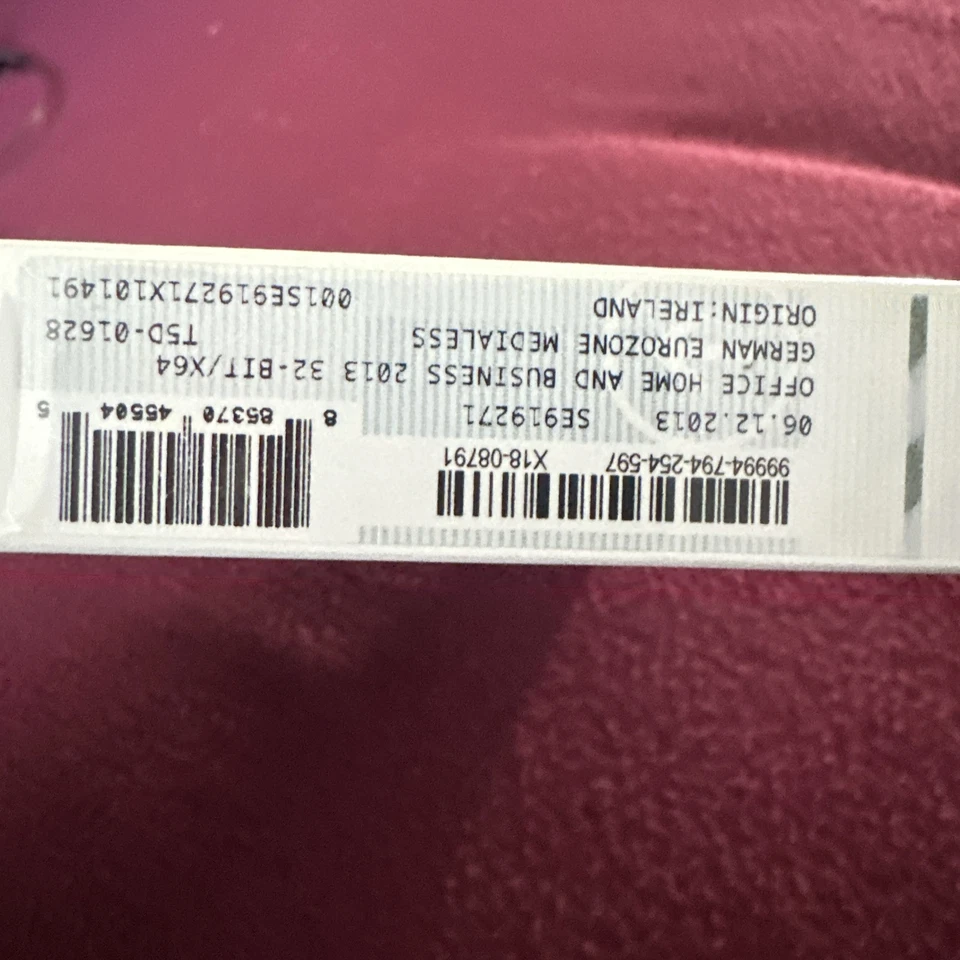 99994-794-254-597 X18-08791
06.12.2013 SE919271
8 85370 45504 5
OFFICE HOME AND BUSINESS 2013 32-BIT/X64
GERMAN EUROZONE MEDIALESS T5D-01628
ORIGIN:IRELAND 001SE919271X101491